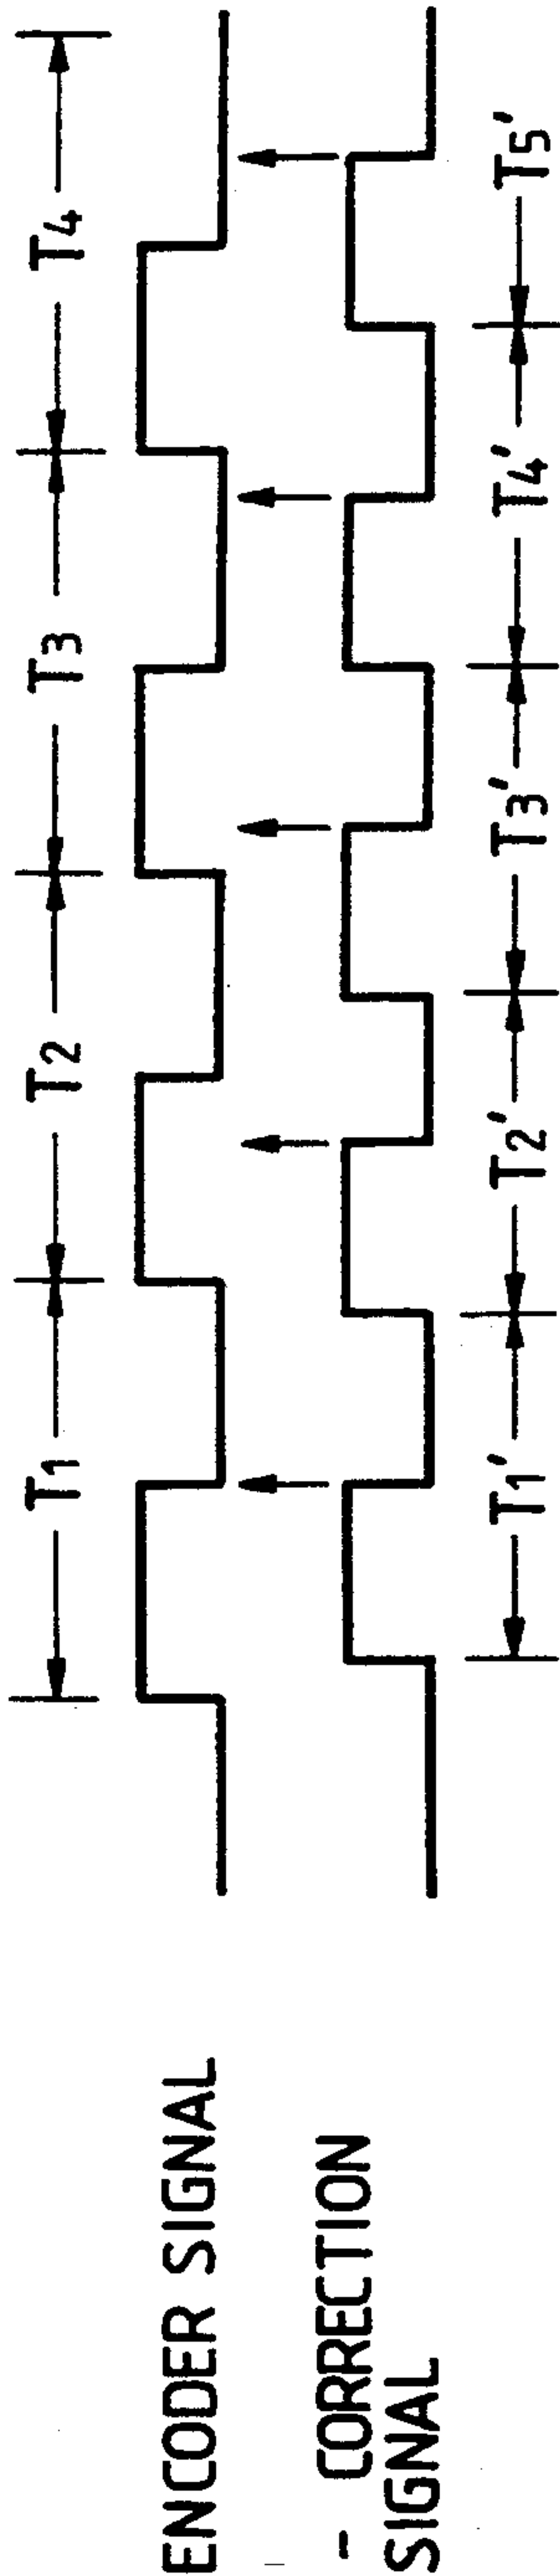 T1 T2 T3 T4
ENCODER SIGNAL
- CORRECTION
SIGNAL
T1' T2' T3' T4' T5'